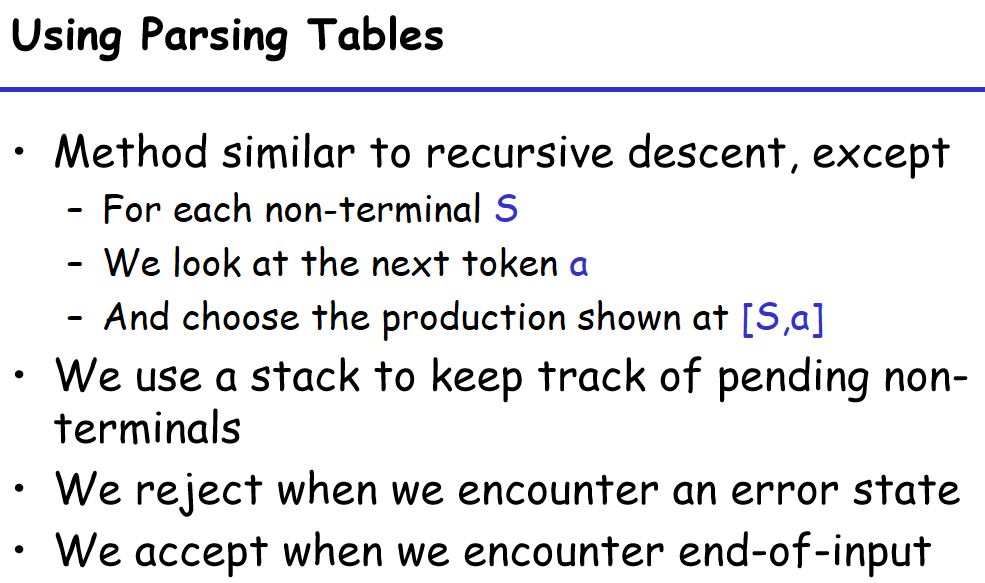 Using Parsing Tables
• Method similar to recursive descent, except
– For each non-terminal S
– We look at the next token a
– And choose the production shown at [S,a]
• We use a stack to keep track of pending non-
terminals
• We reject when we encounter an error state
• We accept when we encounter end-of-input